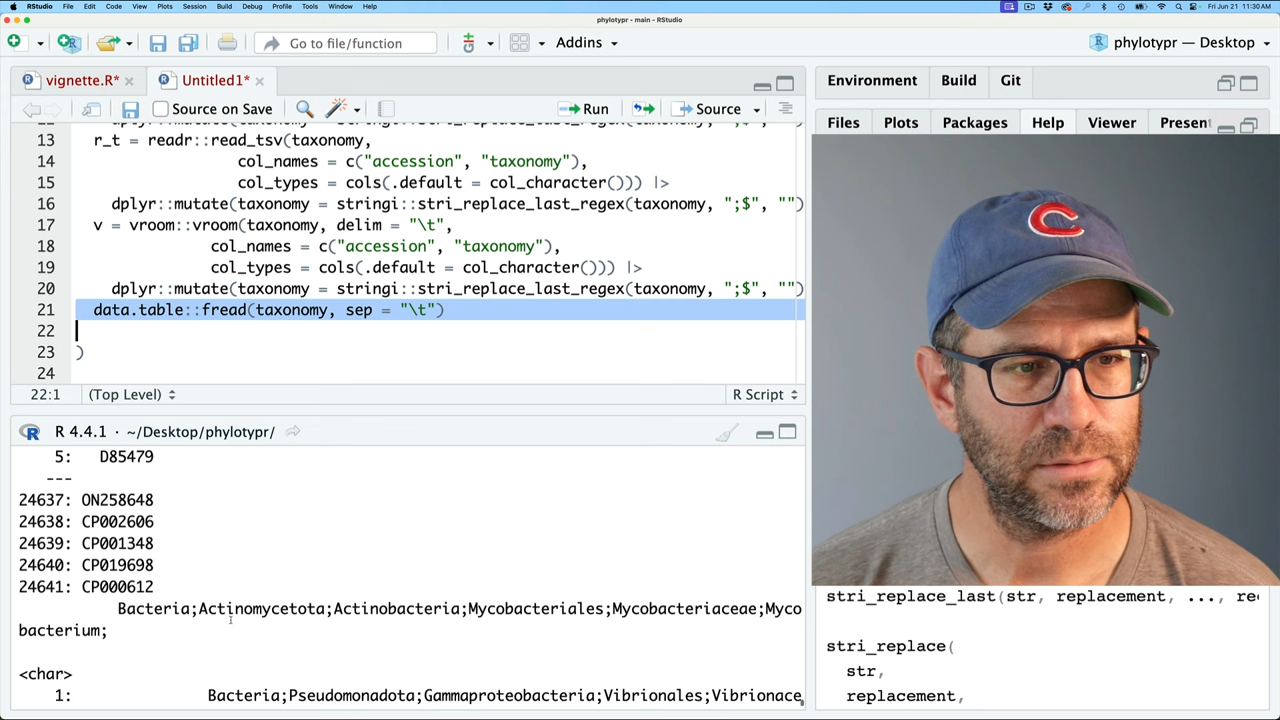 RStudio File Edit Code View Plots Session Build Debug Profile Tools Window Help Fri Jun 21 11:30 AM
phylotypr - main - RStudio
Go to file/function Addins phylotypr — Desktop
vignette.R* Untitled1* Environment Build Git
Source on Save Run Source Files Plots Packages Help Viewer Present
13 r_t = readr::read_tsv(taxonomy,
14 col_names = c("accession", "taxonomy"),
15 col_types = cols(.default = col_character())) |>
16 dplyr::mutate(taxonomy = stringi::stri_replace_last_regex(taxonomy, ";$", "")
17 v = vroom::vroom(taxonomy, delim = "\t",
18 col_names = c("accession", "taxonomy"),
19 col_types = cols(.default = col_character())) |>
20 dplyr::mutate(taxonomy = stringi::stri_replace_last_regex(taxonomy, ";$", "")
21 data.table::fread(taxonomy, sep = "\t")
22
23 )
24
22:1 (Top Level) R Script
R R 4.4.1 · ~/Desktop/phylotypr/
5: D85479
---
24637: ON258648
24638: CP002606
24639: CP001348
24640: CP019698
24641: CP000612
Bacteria;Actinomycetota;Actinobacteria;Mycobacteriales;Mycobacteriaceae;Myco
bacterium;
<char>
1: Bacteria;Pseudomonadota;Gammaproteobacteria;Vibrionales;Vibrionace
stri_replace_last(str, replacement, ..., re
stri_replace(
str,
replacement,